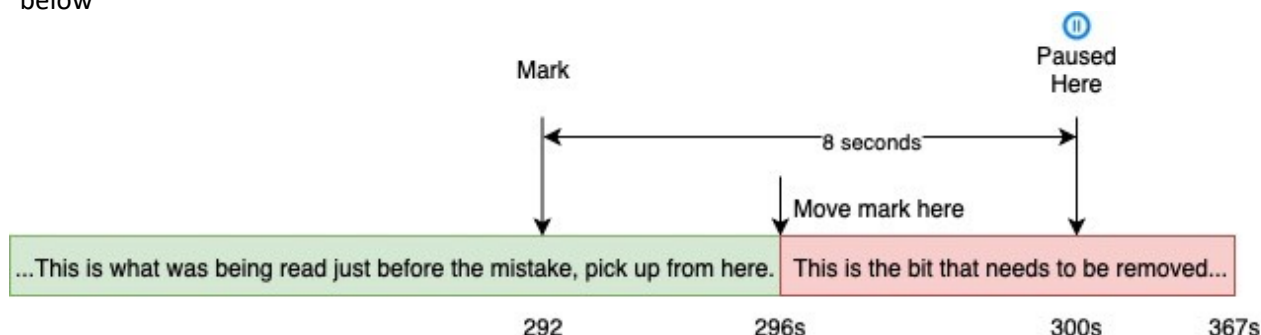 below
Mark
Paused
Here
8 seconds
Move mark here
...This is what was being read just before the mistake, pick up from here.
This is the bit that needs to be removed...
292
296s
300s
367s